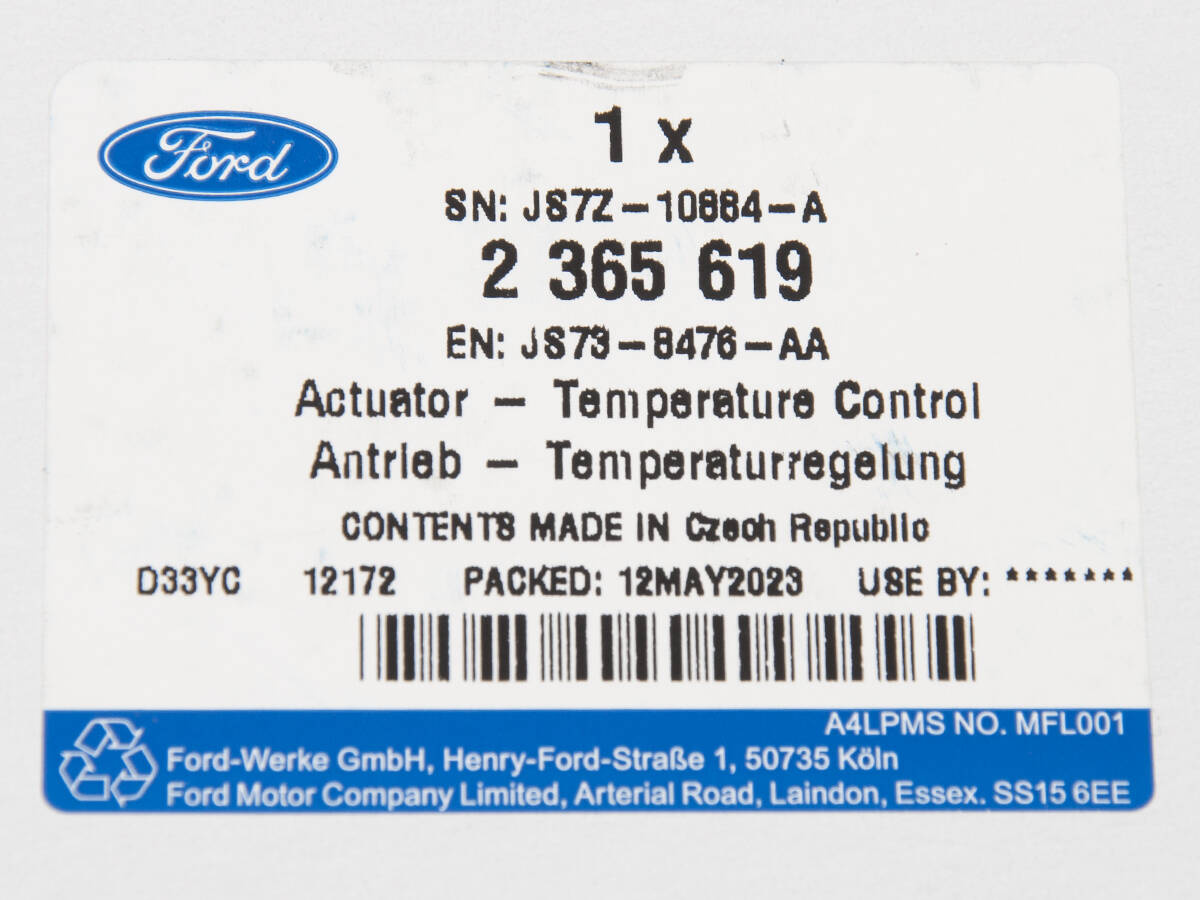 Ford
1 x
SN: JS7Z-10884-A
2 365 619
EN: JS73-8476-AA
Actuator - Temperature Control
Antrieb - Temperaturregelung
CONTENTS MADE IN Czech Republic
D33YC 12172 PACKED: 12MAY2023 USE BY: *******
A4LPMS NO. MFL001
Ford-Werke GmbH, Henry-Ford-Straße 1, 50735 Köln
Ford Motor Company Limited, Arterial Road, Laindon, Essex. SS15 6EE